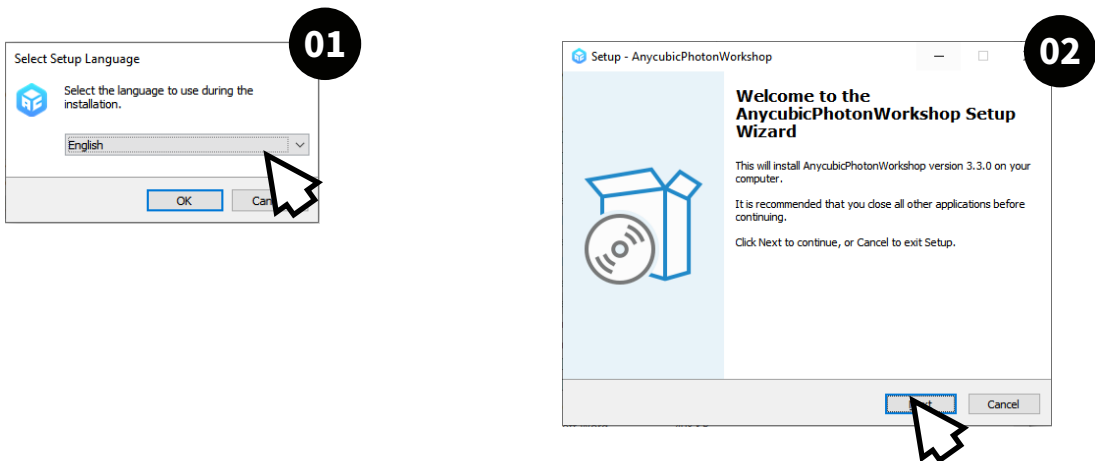 01
Select Setup Language
Select the language to use during the
installation.
English
OK
02
Setup - AnycubicPhotonWorkshop
Welcome to the
AnycubicPhotonWorkshop Setup
Wizard
This will install AnycubicPhotonWorkshop version 3.3.0 on your
computer.
It is recommended that you close all other applications before
continuing.
Click Next to continue, or Cancel to exit Setup.
Cancel